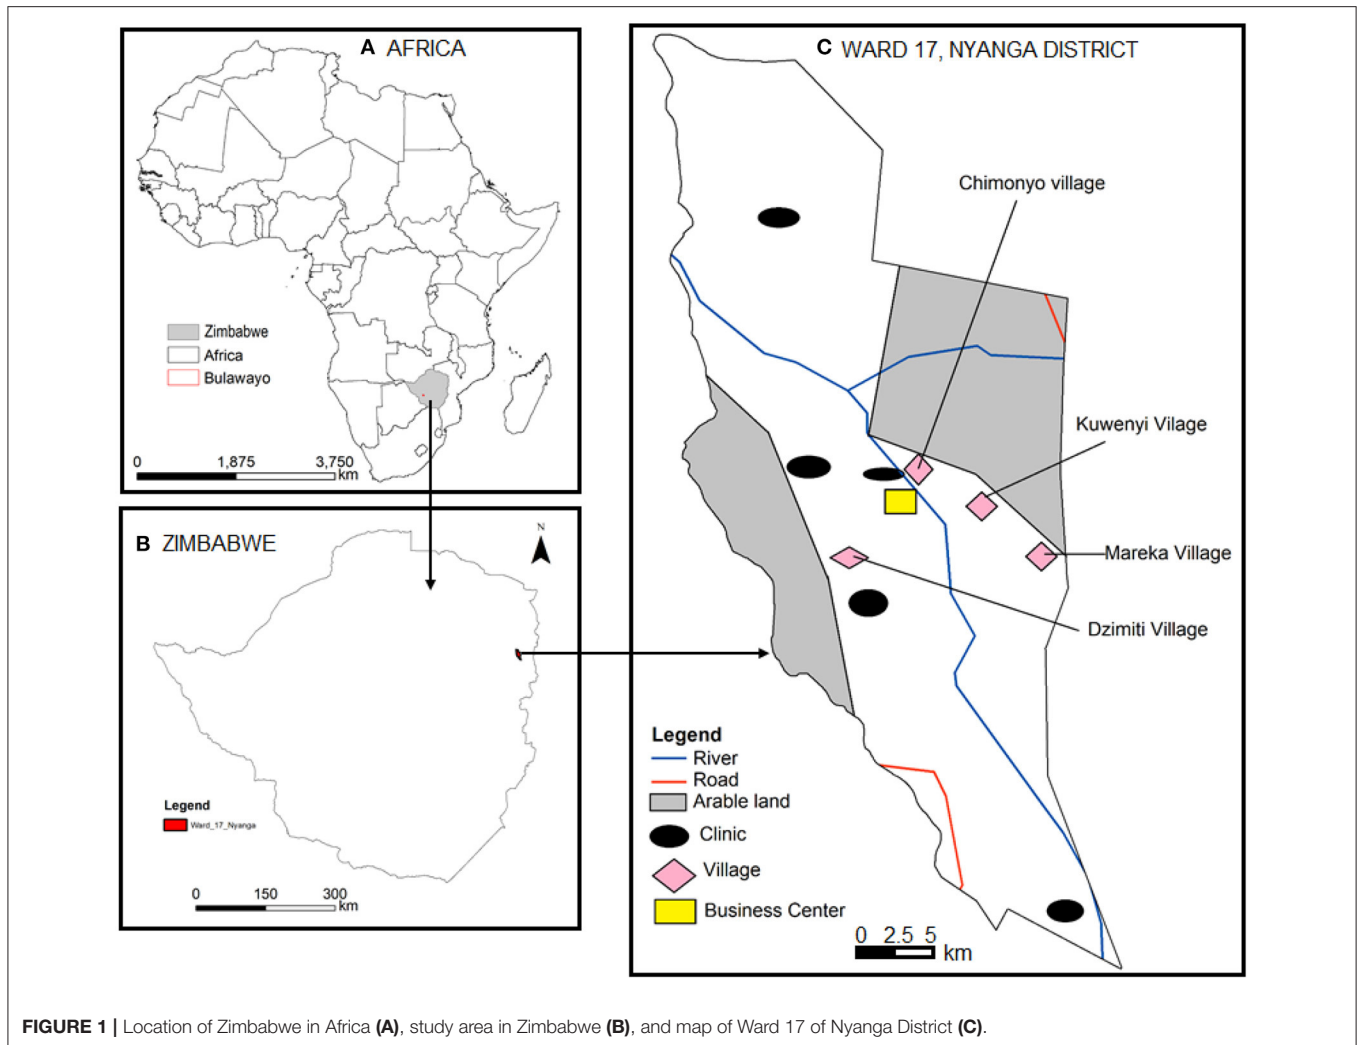 A AFRICA
Zimbabwe
Africa
Bulawayo
0 1,875 3,750
km
B ZIMBABWE
N
Legend
Ward_17_Nyanga
0 150 300
km
C WARD 17, NYANGA DISTRICT
Chimonyo village
Kuwenyi Vilage
Mareka Village
Dzimiti Village
Legend
River
Road
Arable land
Clinic
Village
Business Center
0 2.5 5
km
FIGURE 1 | Location of Zimbabwe in Africa (A), study area in Zimbabwe (B), and map of Ward 17 of Nyanga District (C).